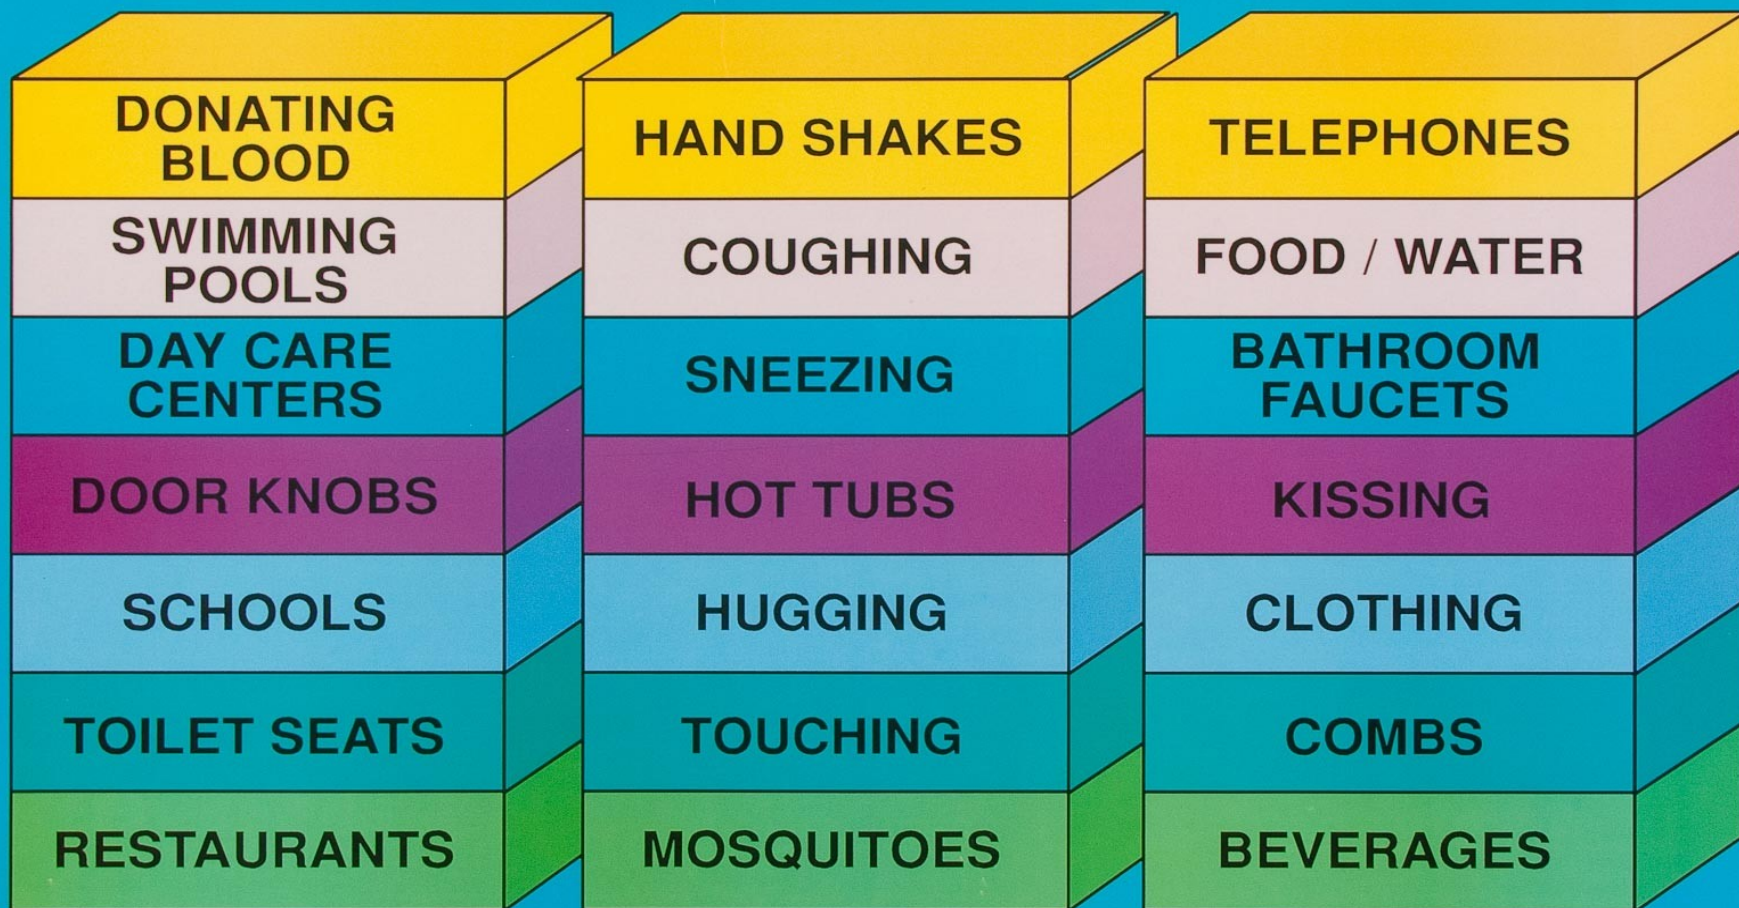 DONATING
BLOOD
SWIMMING
POOLS
DAY CARE
CENTERS
DOOR KNOBS
SCHOOLS
TOILET SEATS
RESTAURANTS
HAND SHAKES
COUGHING
SNEEZING
HOT TUBS
HUGGING
TOUCHING
MOSQUITOES
TELEPHONES
FOOD / WATER
BATHROOM
FAUCETS
KISSING
CLOTHING
COMBS
BEVERAGES